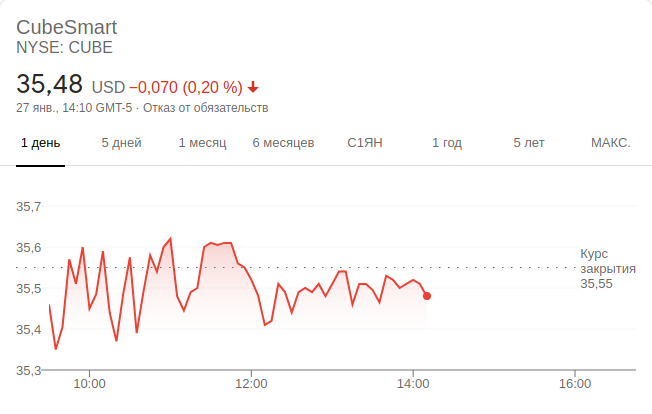 CubeSmart
NYSE: CUBE
35,48 USD −0,070 (0,20 %)
27 янв., 14:10 GMT-5 · Отказ от обязательств
1 день 5 дней 1 месяц 6 месяцев С1ЯН 1 год 5 лет МАКС.
35,7
35,6
Курс
закрытия
35,55
35,5
35,4
35,3
10:00 12:00 14:00 16:00